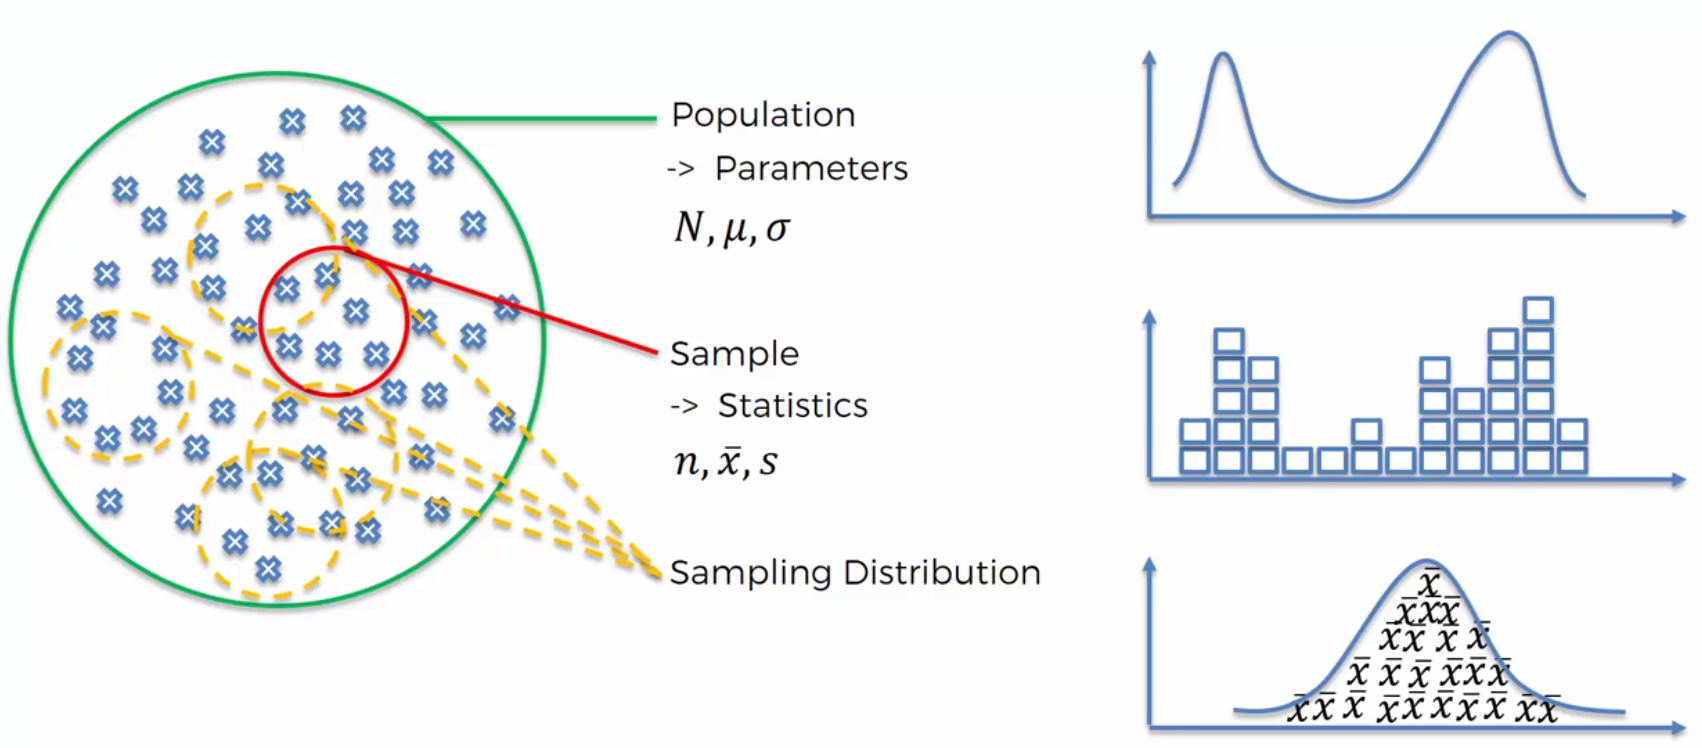 Population
-> Parameters
N, μ, σ
Sample
-> Statistics
n, x̄, s
Sampling Distribution
x̄
x̄ x̄ x̄
x̄ x̄ x̄ x̄
x̄ x̄ x̄ x̄ x̄ x̄
x̄ x̄ x̄ x̄ x̄ x̄ x̄ x̄ x̄ x̄